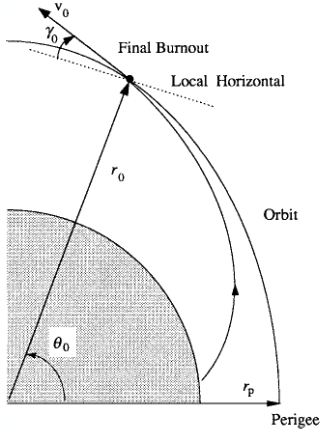 v₀
γ₀
Final Burnout
Local Horizontal
r₀
Orbit
θ₀
rₚ
Perigee